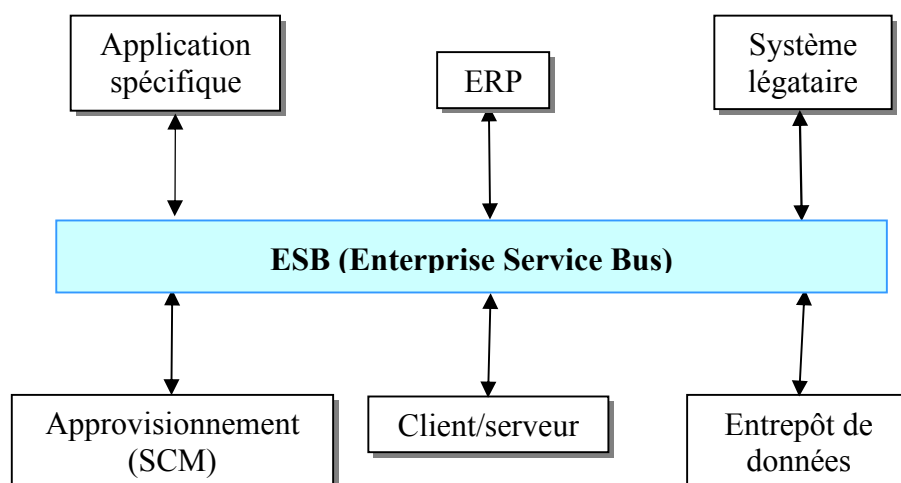 Application
spécifique
ERP
Système
légataire
ESB (Enterprise Service Bus)
Approvisionnement
(SCM)
Client/serveur
Entrepôt de
données